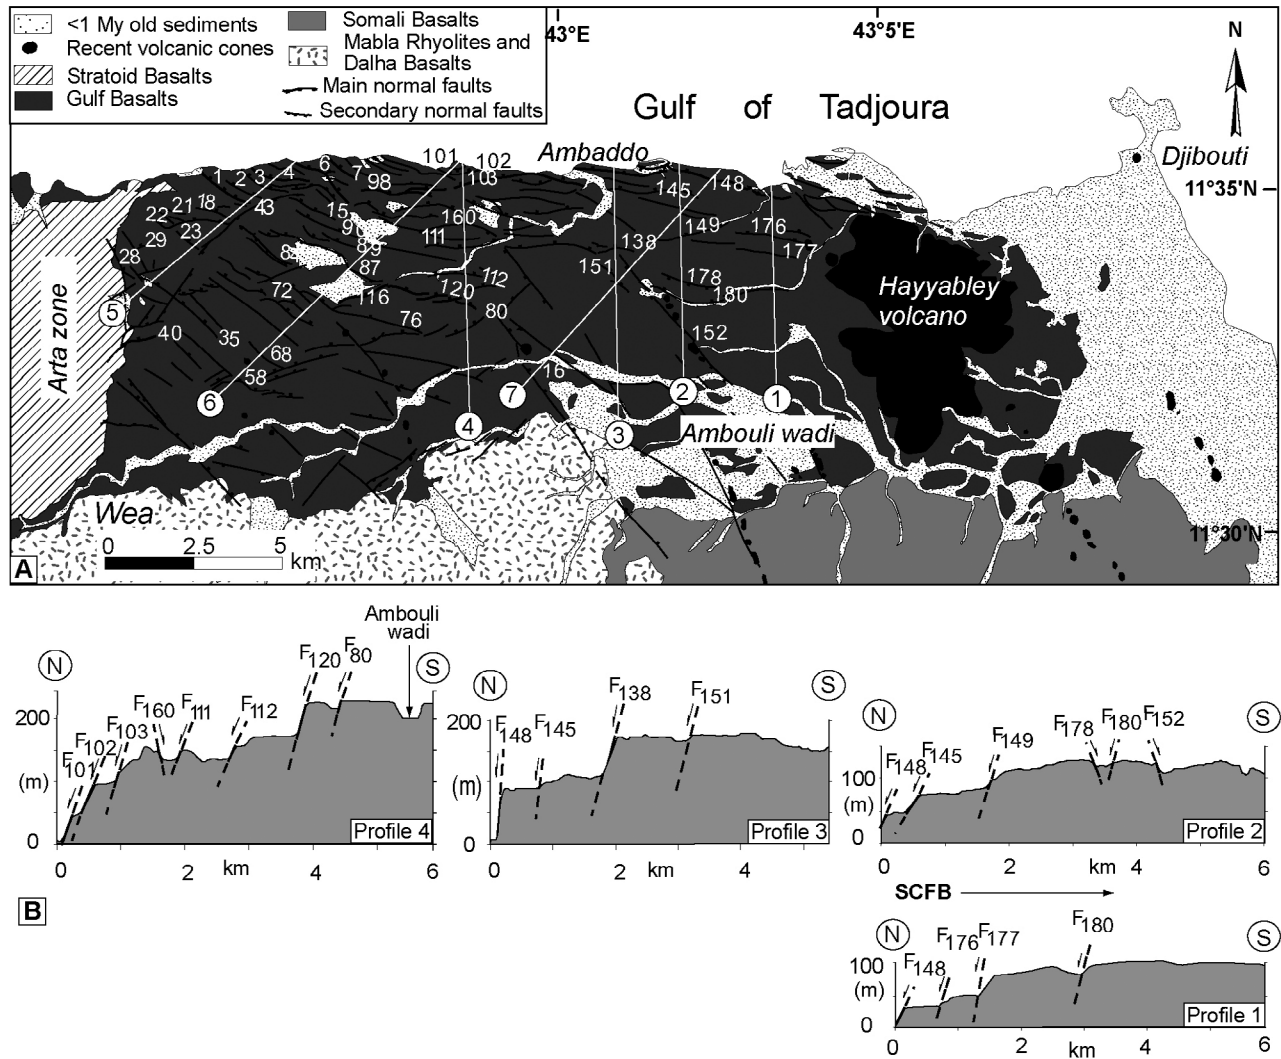 <1 My old sediments
Recent volcanic cones
Stratoid Basalts
Gulf Basalts
Somali Basalts
Mabla Rhyolites and
Dalha Basalts
Main normal faults
Secondary normal faults
43°E
43°5'E
N
Gulf of Tadjoura
Ambaddo
Djibouti
11°35'N
101
102
103
1
2
3
4
6
7
98
145
148
22
21
18
43
15
160
149
176
29
23
111
138
177
28
8
89
87
151
112
178
72
116
120
180
Hayyabley
volcano
5
Arta zone
40
35
76
80
152
68
58
16
6
7
2
1
4
3
Ambouli wadi
Wea
0 2.5 5
km
11°30'N
A
Ambouli
wadi
N
F101
F102
F103
F160
F111
F112
F120
F80
S
200
(m)
0
Profile 4
0 2 4 6
km
N
F148
F145
F138
F151
S
200
100
(m)
0
Profile 3
0 2 4
km
N
F148
F145
F149
F178
F180
F152
S
100
(m)
0
Profile 2
0 2 4 6
km
SCFB
B
N
F148
F176
F177
F180
S
100
(m)
0
Profile 1
0 2 4 6
km